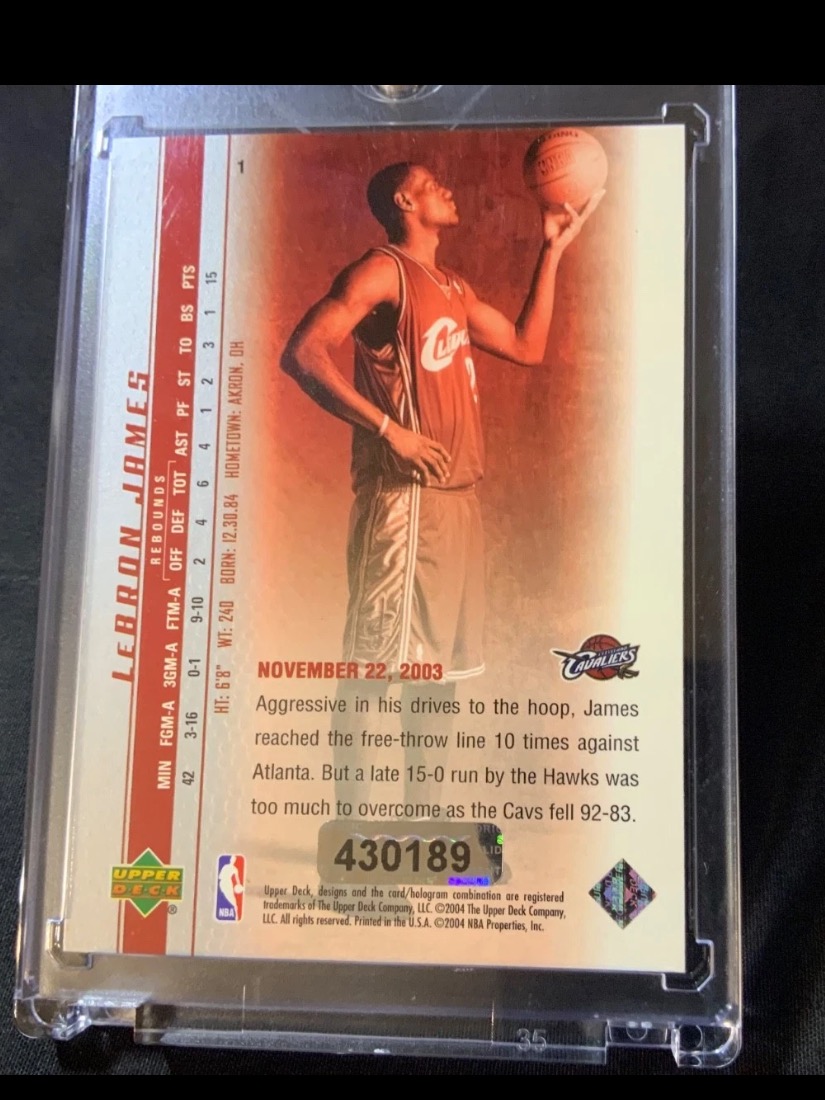 1
LEBRON JAMES
REBOUNDS
MIN FGM-A 3GM-A FTM-A OFF DEF TOT AST PF ST TO BS PTS
42 3-16 0-1 9-10 2 4 6 4 1 2 3 1 15
HT: 6'8" WT: 240 BORN: 12.30.84 HOMETOWN: AKRON, OH
CAVALIERS
NOVEMBER 22, 2003
Aggressive in his drives to the hoop, James
reached the free-throw line 10 times against
Atlanta. But a late 15-0 run by the Hawks was
too much to overcome as the Cavs fell 92-83.
430189
UPPER
DECK
®
NBA
Upper Deck, designs and the card/hologram combination are registered
trademarks of The Upper Deck Company, LLC. ©2004 The Upper Deck Company,
LLC. All rights reserved. Printed in the U.S.A. ©2004 NBA Properties, Inc.
35